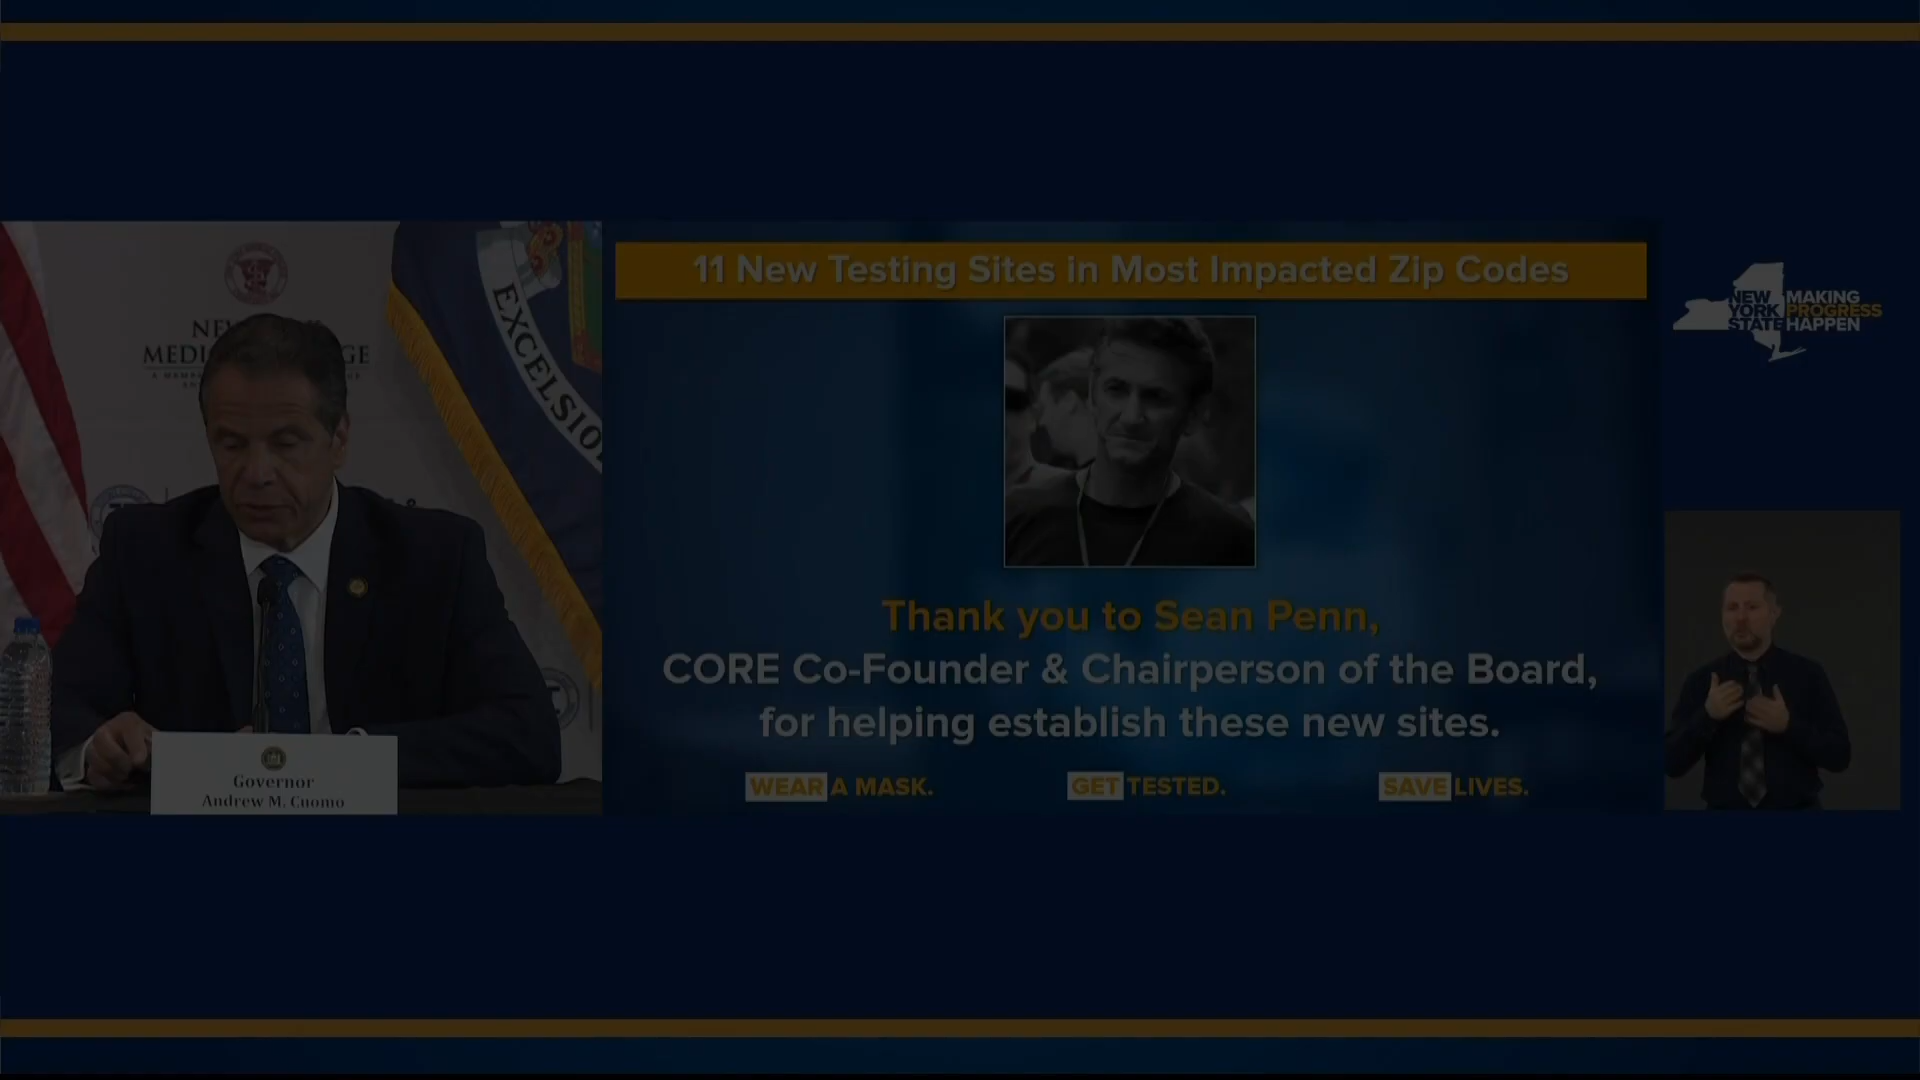 11 New Testing Sites in Most Impacted Zip Codes
Thank you to Sean Penn,
CORE Co-Founder & Chairperson of the Board,
for helping establish these new sites.
WEAR A MASK.
GET TESTED.
SAVE LIVES.
NEW YORK STATE
MAKING PROGRESS HAPPEN
EXCELSIO
Governor
Andrew M. Cuomo